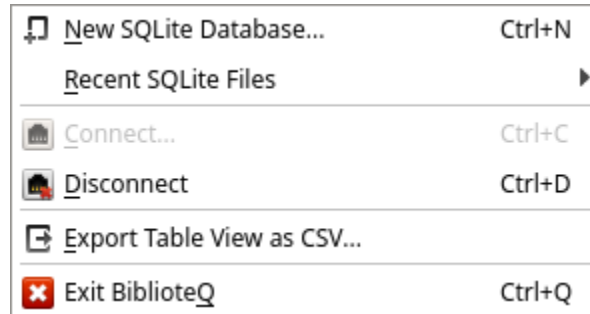 New SQLite Database... Ctrl+N
Recent SQLite Files
Connect... Ctrl+C
Disconnect Ctrl+D
Export Table View as CSV...
Exit BiblioteQ Ctrl+Q